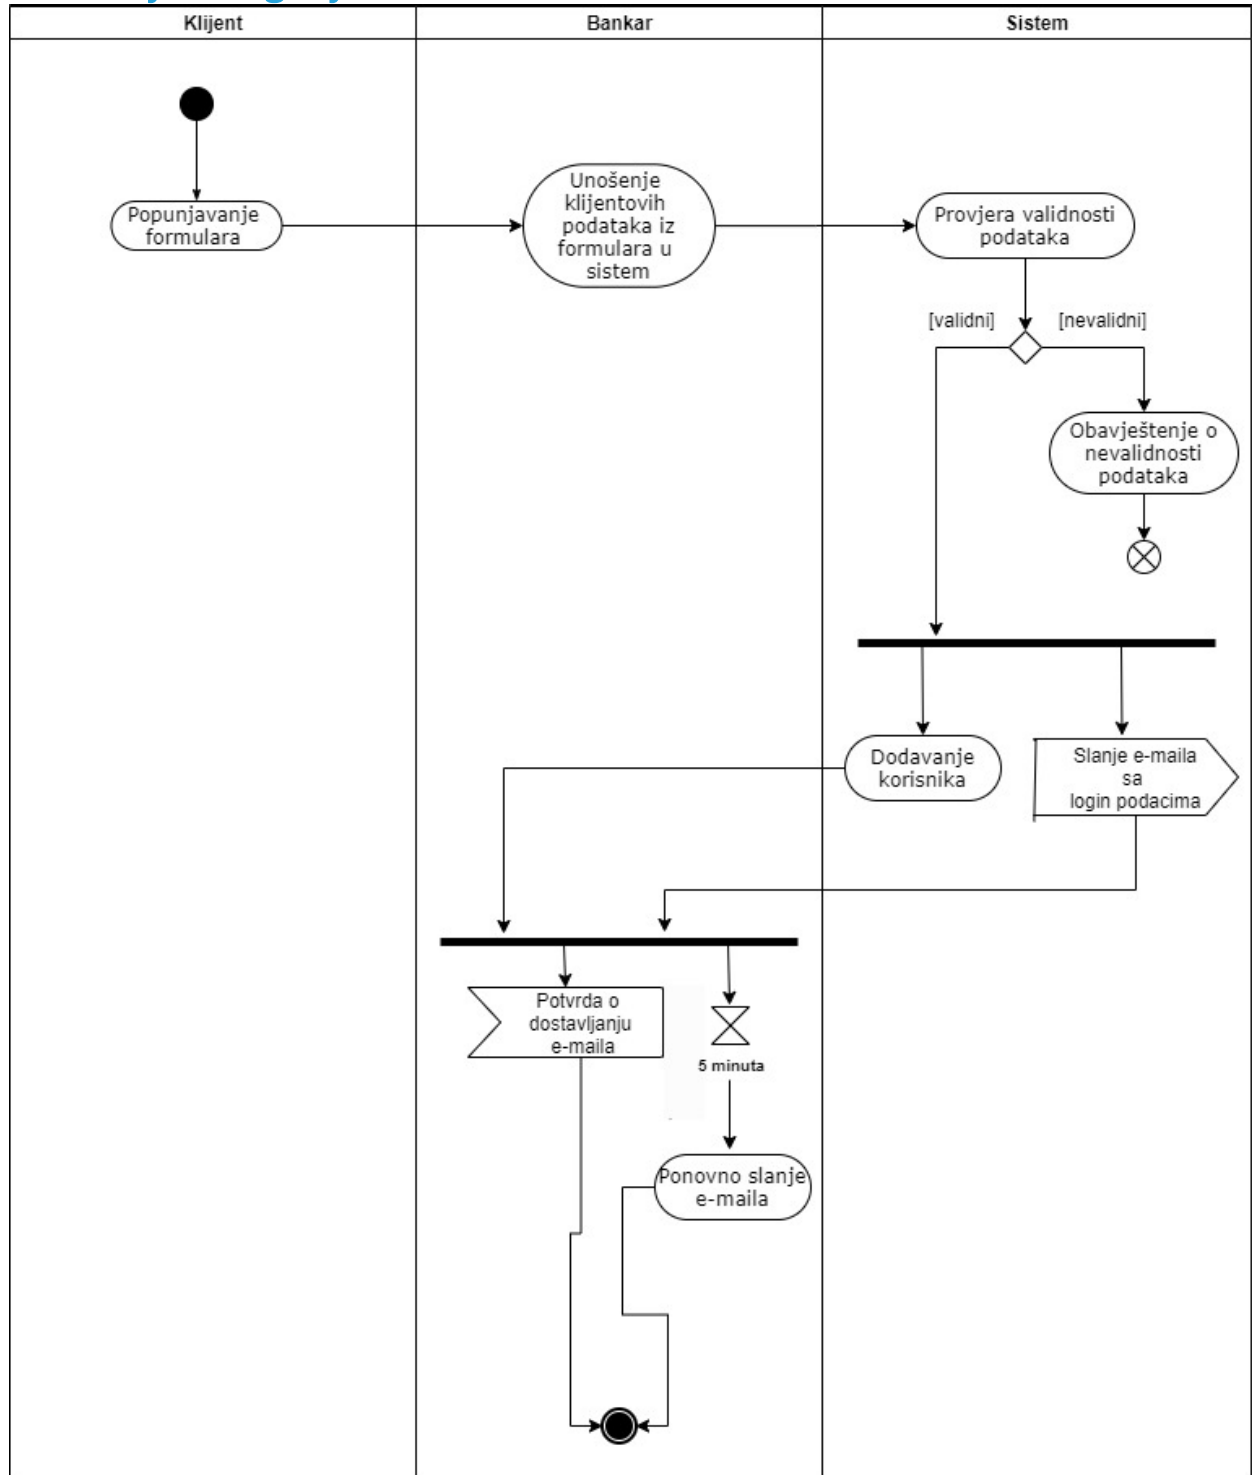 Klijent
Bankar
Sistem
Popunjavanje
formulara
Unošenje
klijentovih
podataka iz
formulara u
sistem
Provjera validnosti
podataka
[validni]
[nevalidni]
Obavještenje o
nevalidnosti
podataka
Dodavanje
korisnika
Slanje e-maila
sa
login podacima
Potvrda o
dostavljanju
e-maila
5 minuta
Ponovno slanje
e-maila